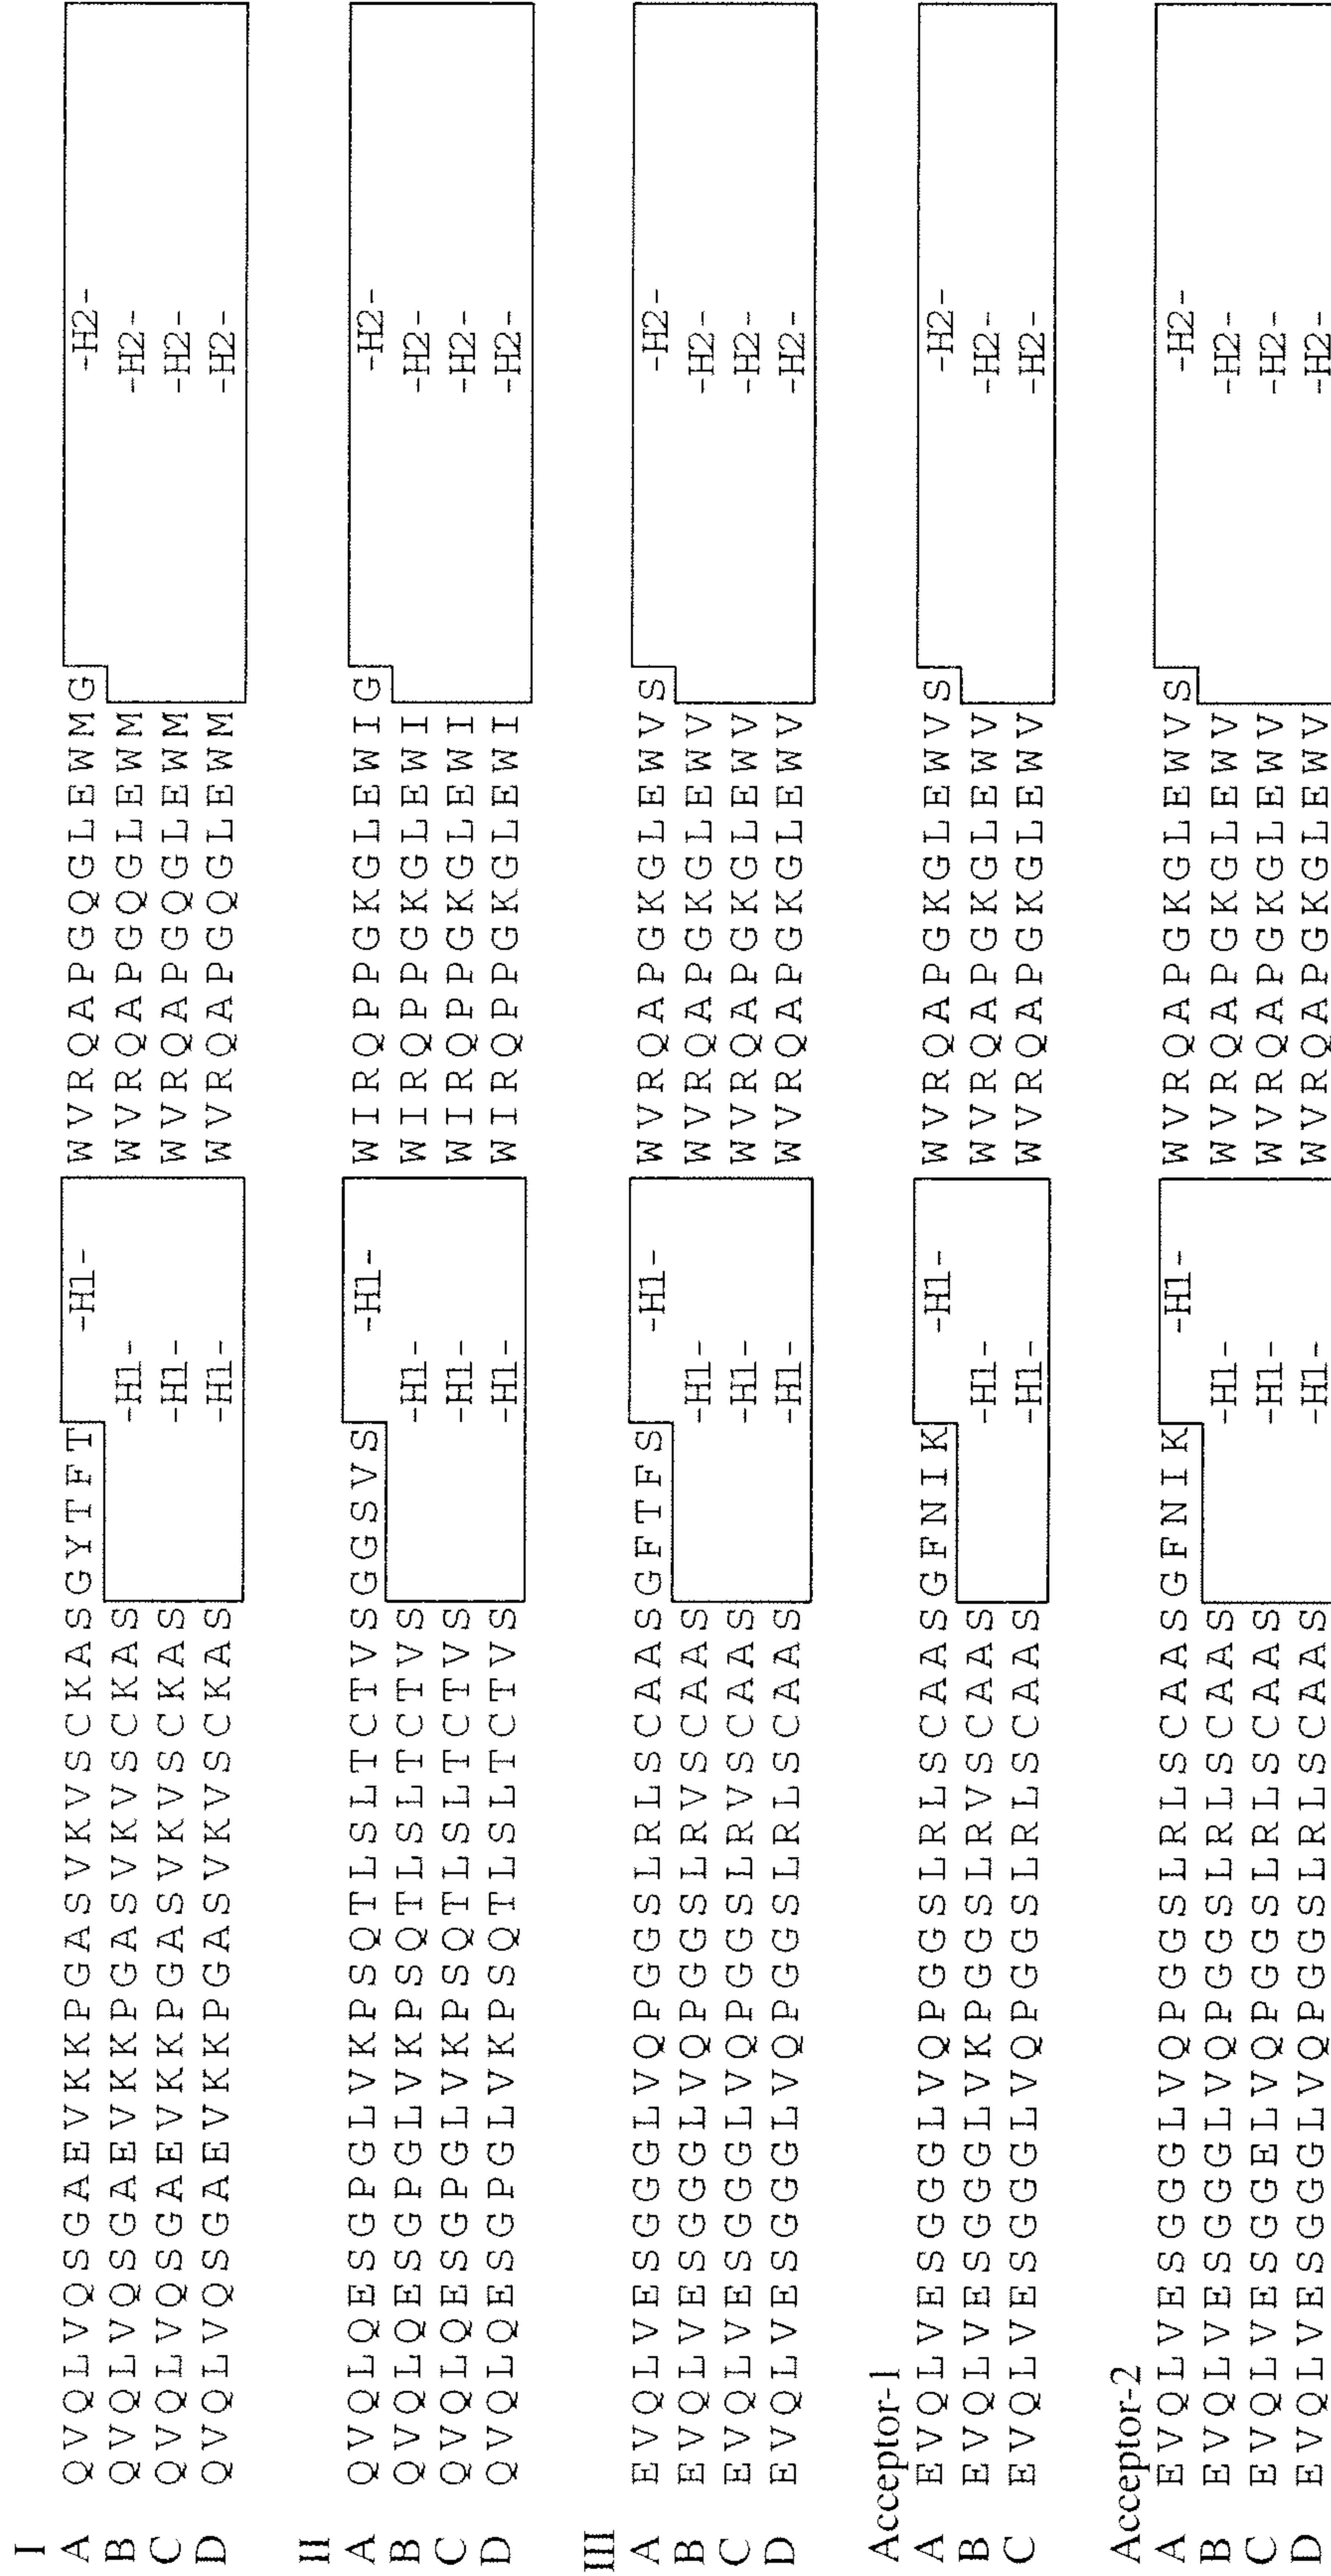 I
A QVQLVQSGAEVKKPGASVKVSCKASGYTFT -H1- WVRQAPGQGLEWMG -H2-
B QVQLVQSGAEVKKPGASVKVSCKAS -H1- WVRQAPGQGLEWM -H2-
C QVQLVQSGAEVKKPGASVKVSCKAS -H1- WVRQAPGQGLEWM -H2-
D QVQLVQSGAEVKKPGASVKVSCKAS -H1- WVRQAPGQGLEWM -H2-
II
A QVQLQESGPGLVKPSQTLSLTCTVSGGSVS -H1- WIRQPPGKGLEWIG -H2-
B QVQLQESGPGLVKPSQTLSLTCTVS -H1- WIRQPPGKGLEWI -H2-
C QVQLQESGPGLVKPSQTLSLTCTVS -H1- WIRQPPGKGLEWI -H2-
D QVQLQESGPGLVKPSQTLSLTCTVS -H1- WIRQPPGKGLEWI -H2-
III
A EVQLVESGGGLVQPGGSLRLSCAASGFTFS -H1- WVRQAPGKGLEWVS -H2-
B EVQLVESGGGLVQPGGSLRVSCAAS -H1- WVRQAPGKGLEWV -H2-
C EVQLVESGGGLVQPGGSLRVSCAAS -H1- WVRQAPGKGLEWV -H2-
D EVQLVESGGGLVQPGGSLRLSCAAS -H1- WVRQAPGKGLEWV -H2-
Acceptor-1
A EVQLVESGGGLVQPGGSLRLSCAASGFNIK -H1- WVRQAPGKGLEWVS -H2-
B EVQLVESGGGLVKPGGSLRVSCAAS -H1- WVRQAPGKGLEWV -H2-
C EVQLVESGGGLVQPGGSLRLSCAAS -H1- WVRQAPGKGLEWV -H2-
Acceptor-2
A EVQLVESGGGLVQPGGSLRLSCAASGFNIK -H1- WVRQAPGKGLEWVS -H2-
B EVQLVESGGGLVQPGGSLRLSCAAS -H1- WVRQAPGKGLEWV -H2-
C EVQLVESGGELVQPGGSLRLSCAAS -H1- WVRQAPGKGLEWV -H2-
D EVQLVESGGGLVQPGGSLRLSCAAS -H1- WVRQAPGKGLEWV -H2-